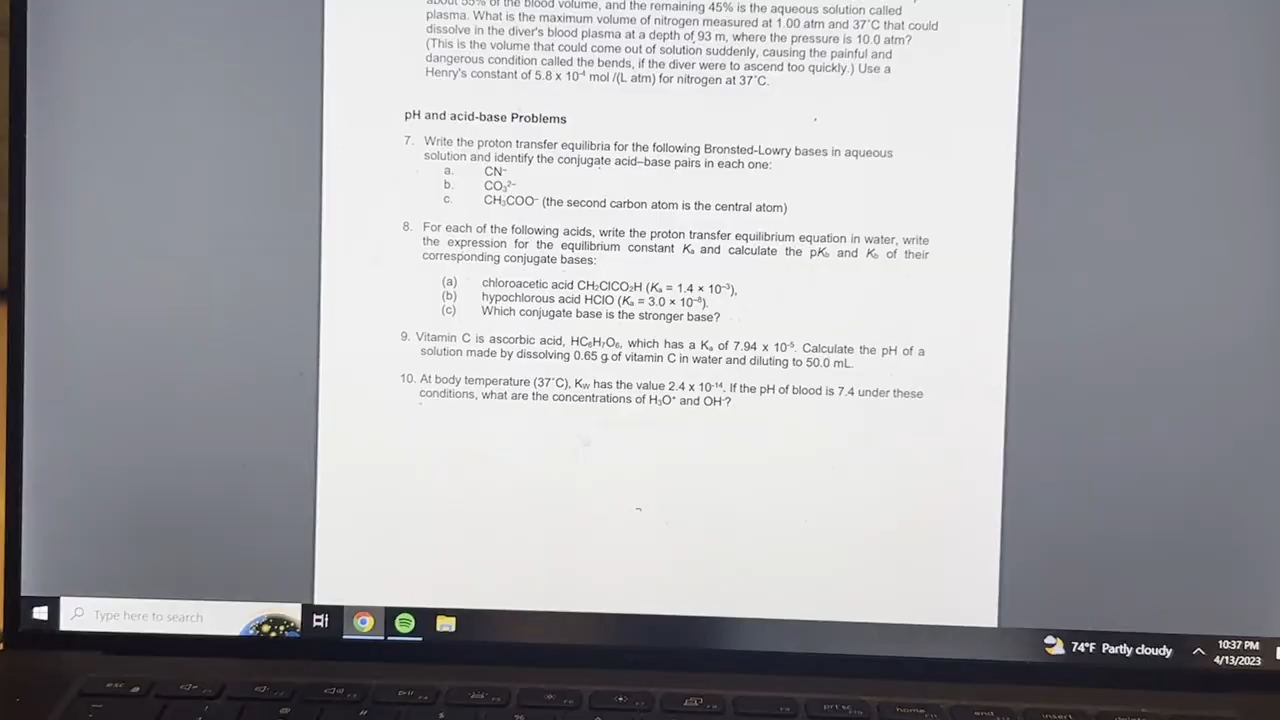 about 55% of the blood volume, and the remaining 45% is the aqueous solution called
plasma. What is the maximum volume of nitrogen measured at 1.00 atm and 37°C that could
dissolve in the diver's blood plasma at a depth of 93 m, where the pressure is 10.0 atm?
(This is the volume that could come out of solution suddenly, causing the painful and
dangerous condition called the bends, if the diver were to ascend too quickly.) Use a
Henry's constant of 5.8 x 10⁻⁴ mol /(L atm) for nitrogen at 37°C.
pH and acid-base Problems
7. Write the proton transfer equilibria for the following Bronsted-Lowry bases in aqueous
solution and identify the conjugate acid–base pairs in each one:
a. CN⁻
b. CO₃²⁻
c. CH₃COO⁻ (the second carbon atom is the central atom)
8. For each of the following acids, write the proton transfer equilibrium equation in water, write
the expression for the equilibrium constant Kₐ and calculate the pK_b and K_b of their
corresponding conjugate bases:
(a) chloroacetic acid CH₂ClCO₂H (Kₐ = 1.4 × 10⁻³),
(b) hypochlorous acid HClO (Kₐ = 3.0 × 10⁻⁸).
(c) Which conjugate base is the stronger base?
9. Vitamin C is ascorbic acid, HC₆H₇O₆, which has a Kₐ of 7.94 x 10⁻⁵. Calculate the pH of a
solution made by dissolving 0.65 g of vitamin C in water and diluting to 50.0 mL.
10. At body temperature (37°C), K_W has the value 2.4 x 10⁻¹⁴. If the pH of blood is 7.4 under these
conditions, what are the concentrations of H₃O⁺ and OH⁻?
Type here to search
74°F Partly cloudy
10:37 PM
4/13/2023
esc
prt sc
home
end
insert
delete